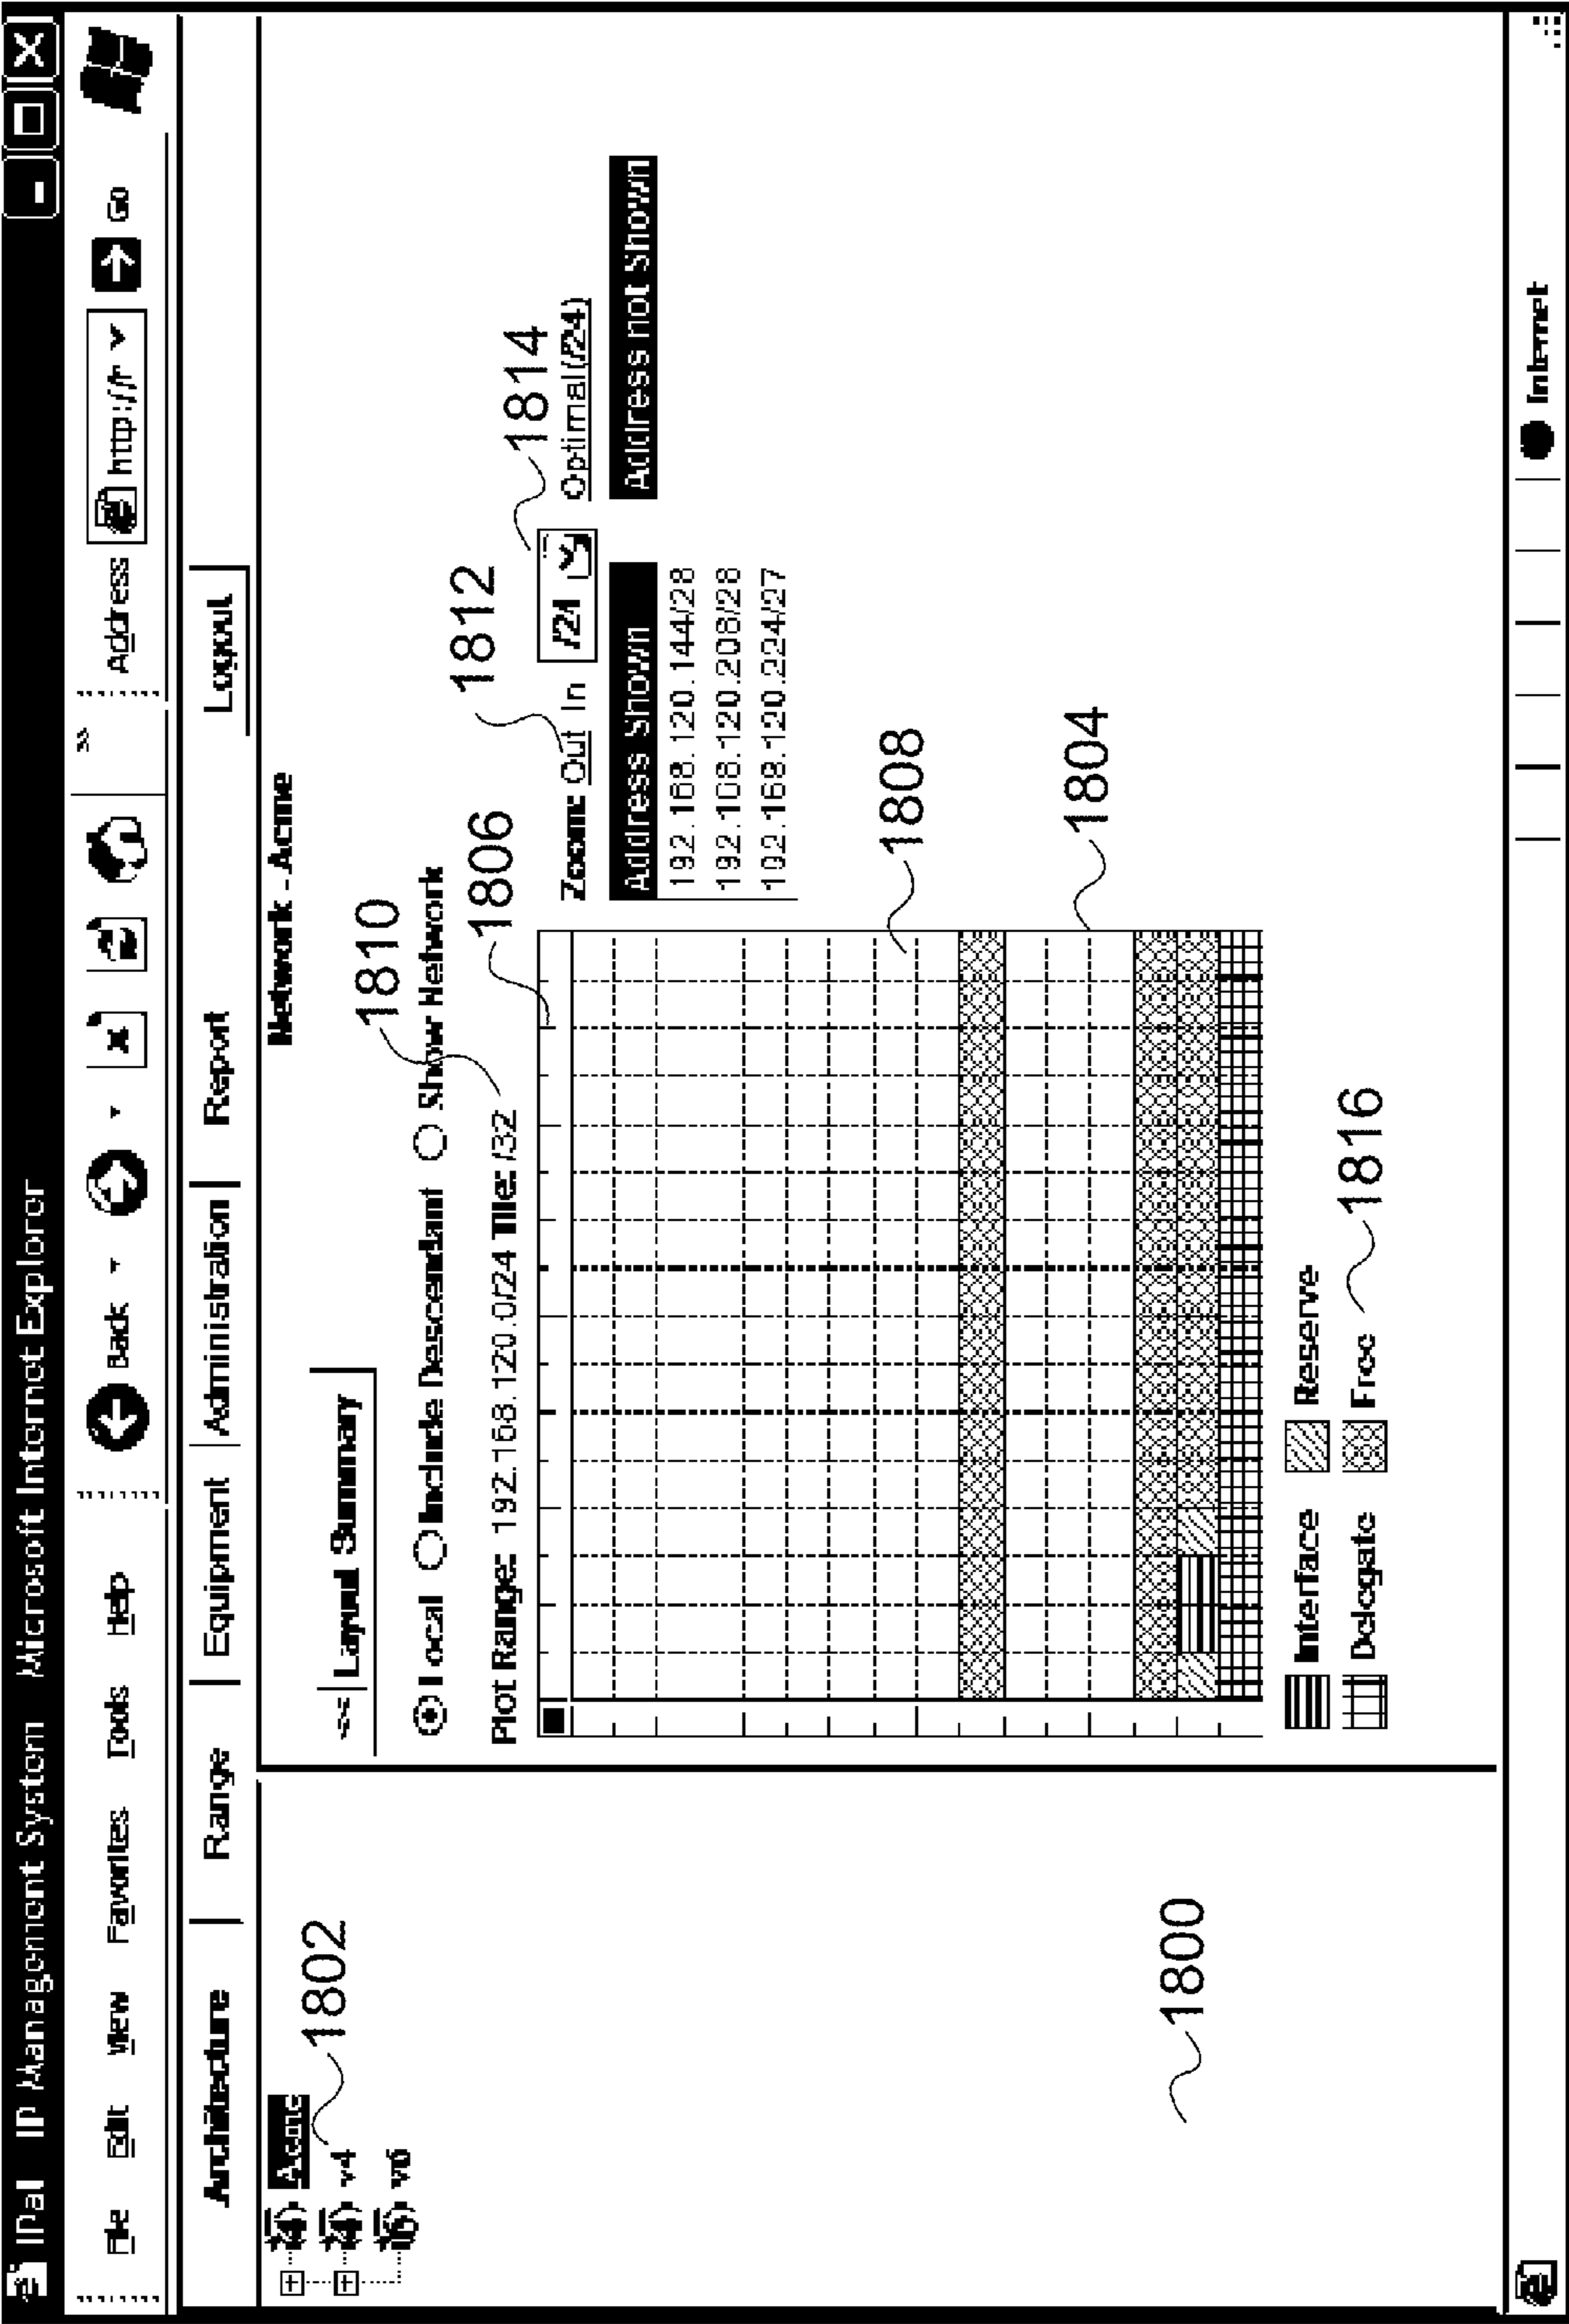 IPal IP Management System Microsoft Internet Explorer
File Edit View Favorites Tools Help
Back
»
Address http:// Go
Architecture Range Equipment Administration Report Logout
Acme
v4
v6
1802
1800
Network - Acme
<< Layout Summary
Local Include Descendant Show Network
1810
Plot Range: 192.168.120.0/24 Tile: /32
1806
1812
1814
Zoom: Out In /24 Optimal(/24)
Address Shown Address not Shown
192.168.120.144/28
192.168.120.208/28
192.168.120.224/27
1808
1804
Interface Reserve
Delegate Free
1816
Internet